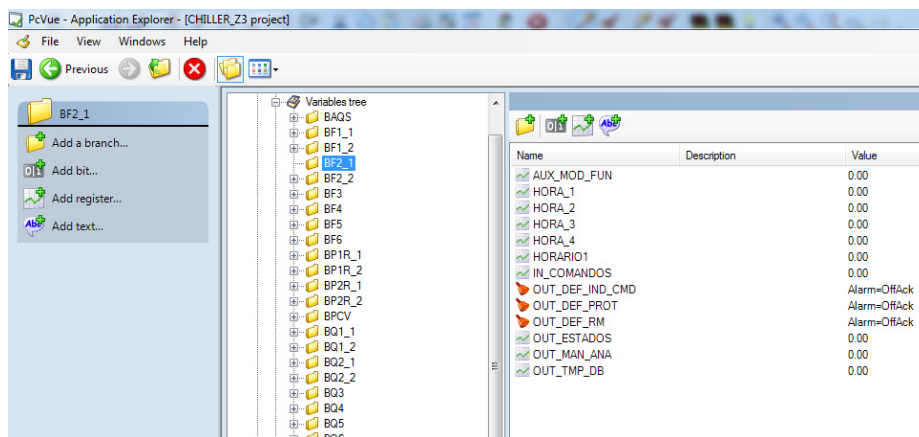 PcVue - Application Explorer - [CHILLER_Z3 project]
File View Windows Help
Previous
BF2_1
Add a branch...
Add bit...
Add register...
Abc Add text...
Variables tree
BAQS
BF1_1
BF1_2
BF2_1
BF2_2
BF3
BF4
BF5
BF6
BP1R_1
BP1R_2
BP2R_1
BP2R_2
BPCV
BQ1_1
BQ1_2
BQ2_1
BQ2_2
BQ3
BQ4
BQ5
Abc
Name Description Value
AUX_MOD_FUN 0.00
HORA_1 0.00
HORA_2 0.00
HORA_3 0.00
HORA_4 0.00
HORARIO1 0.00
IN_COMANDOS 0.00
OUT_DEF_IND_CMD Alarm=OffAck
OUT_DEF_PROT Alarm=OffAck
OUT_DEF_RM Alarm=OffAck
OUT_ESTADOS 0.00
OUT_MAN_ANA 0.00
OUT_TMP_DB 0.00